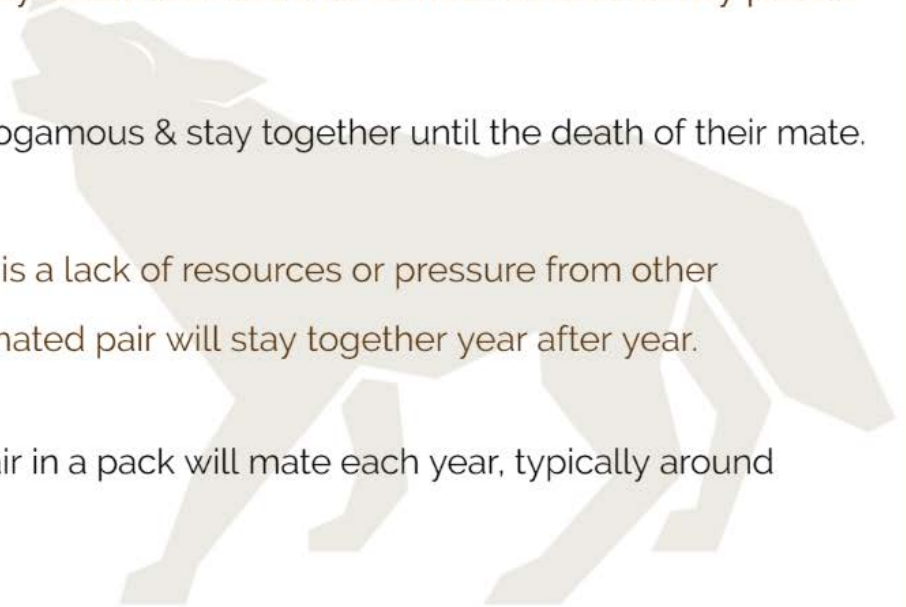 ogamous & stay together until the death of their mate.
is a lack of resources or pressure from other
nated pair will stay together year after year.
ir in a pack will mate each year, typically around